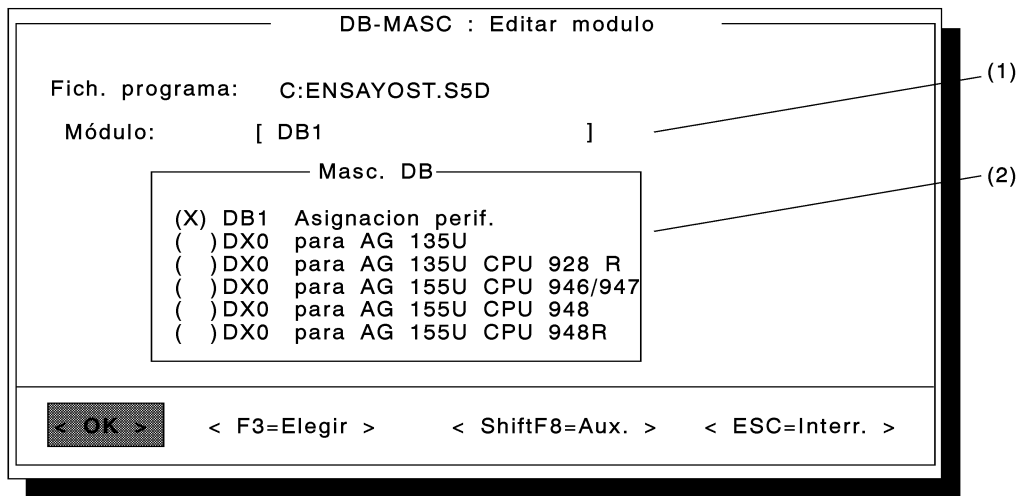 DB-MASC : Editar modulo
Fich. programa: C:ENSAYOST.S5D
(1)
Módulo: [ DB1 ]
Masc. DB
(2)
(X) DB1 Asignacion perif.
( ) DX0 para AG 135U
( ) DX0 para AG 135U CPU 928 R
( ) DX0 para AG 155U CPU 946/947
( ) DX0 para AG 155U CPU 948
( ) DX0 para AG 155U CPU 948R
< OK > < F3=Elegir > < ShiftF8=Aux. > < ESC=Interr. >